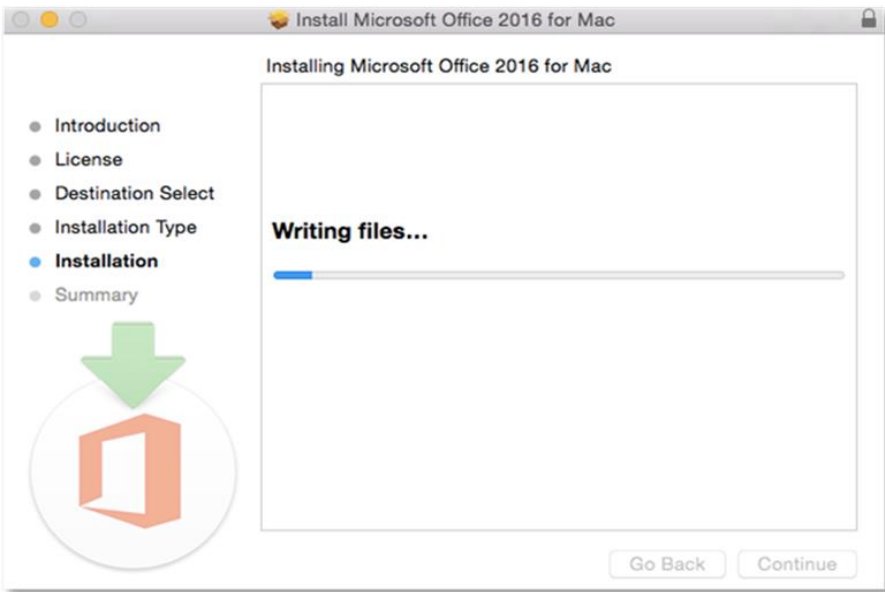 Install Microsoft Office 2016 for Mac
Installing Microsoft Office 2016 for Mac
Introduction
License
Destination Select
Installation Type
Installation
Summary
Writing files...
Go Back
Continue